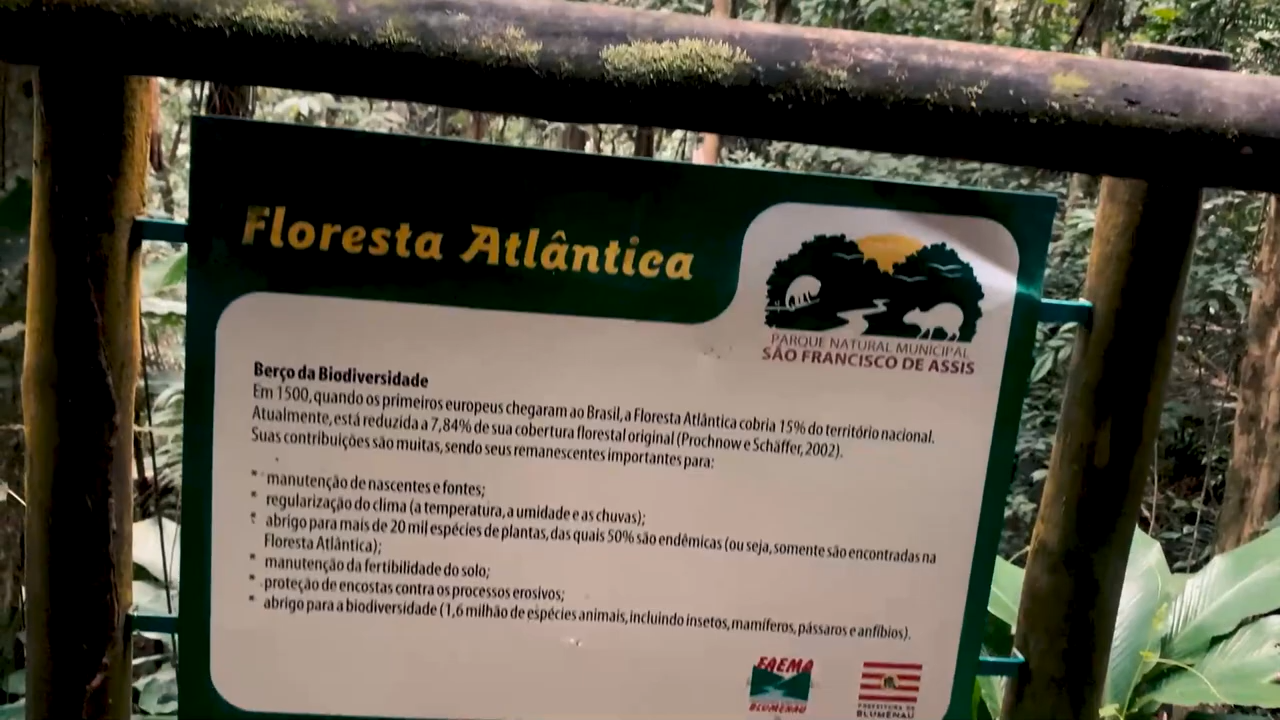 Floresta Atlântica
PARQUE NATURAL MUNICIPAL
SÃO FRANCISCO DE ASSIS
Berço da Biodiversidade
Em 1500, quando os primeiros europeus chegaram ao Brasil, a Floresta Atlântica cobria 15% do território nacional.
Atualmente, está reduzida a 7,84% de sua cobertura florestal original (Prochnow e Schäffer, 2002).
Suas contribuições são muitas, sendo seus remanescentes importantes para:
* manutenção de nascentes e fontes;
* regularização do clima (a temperatura, a umidade e as chuvas);
* abrigo para mais de 20 mil espécies de plantas, das quais 50% são endêmicas (ou seja, somente são encontradas na
Floresta Atlântica);
* manutenção da fertibilidade do solo;
* proteção de encostas contra os processos erosivos;
* abrigo para a biodiversidade (1,6 milhão de espécies animais, incluindo insetos, mamíferos, pássaros e anfíbios).
FAEMA
BLUMENAU
PREFEITURA DE
BLUMENAU